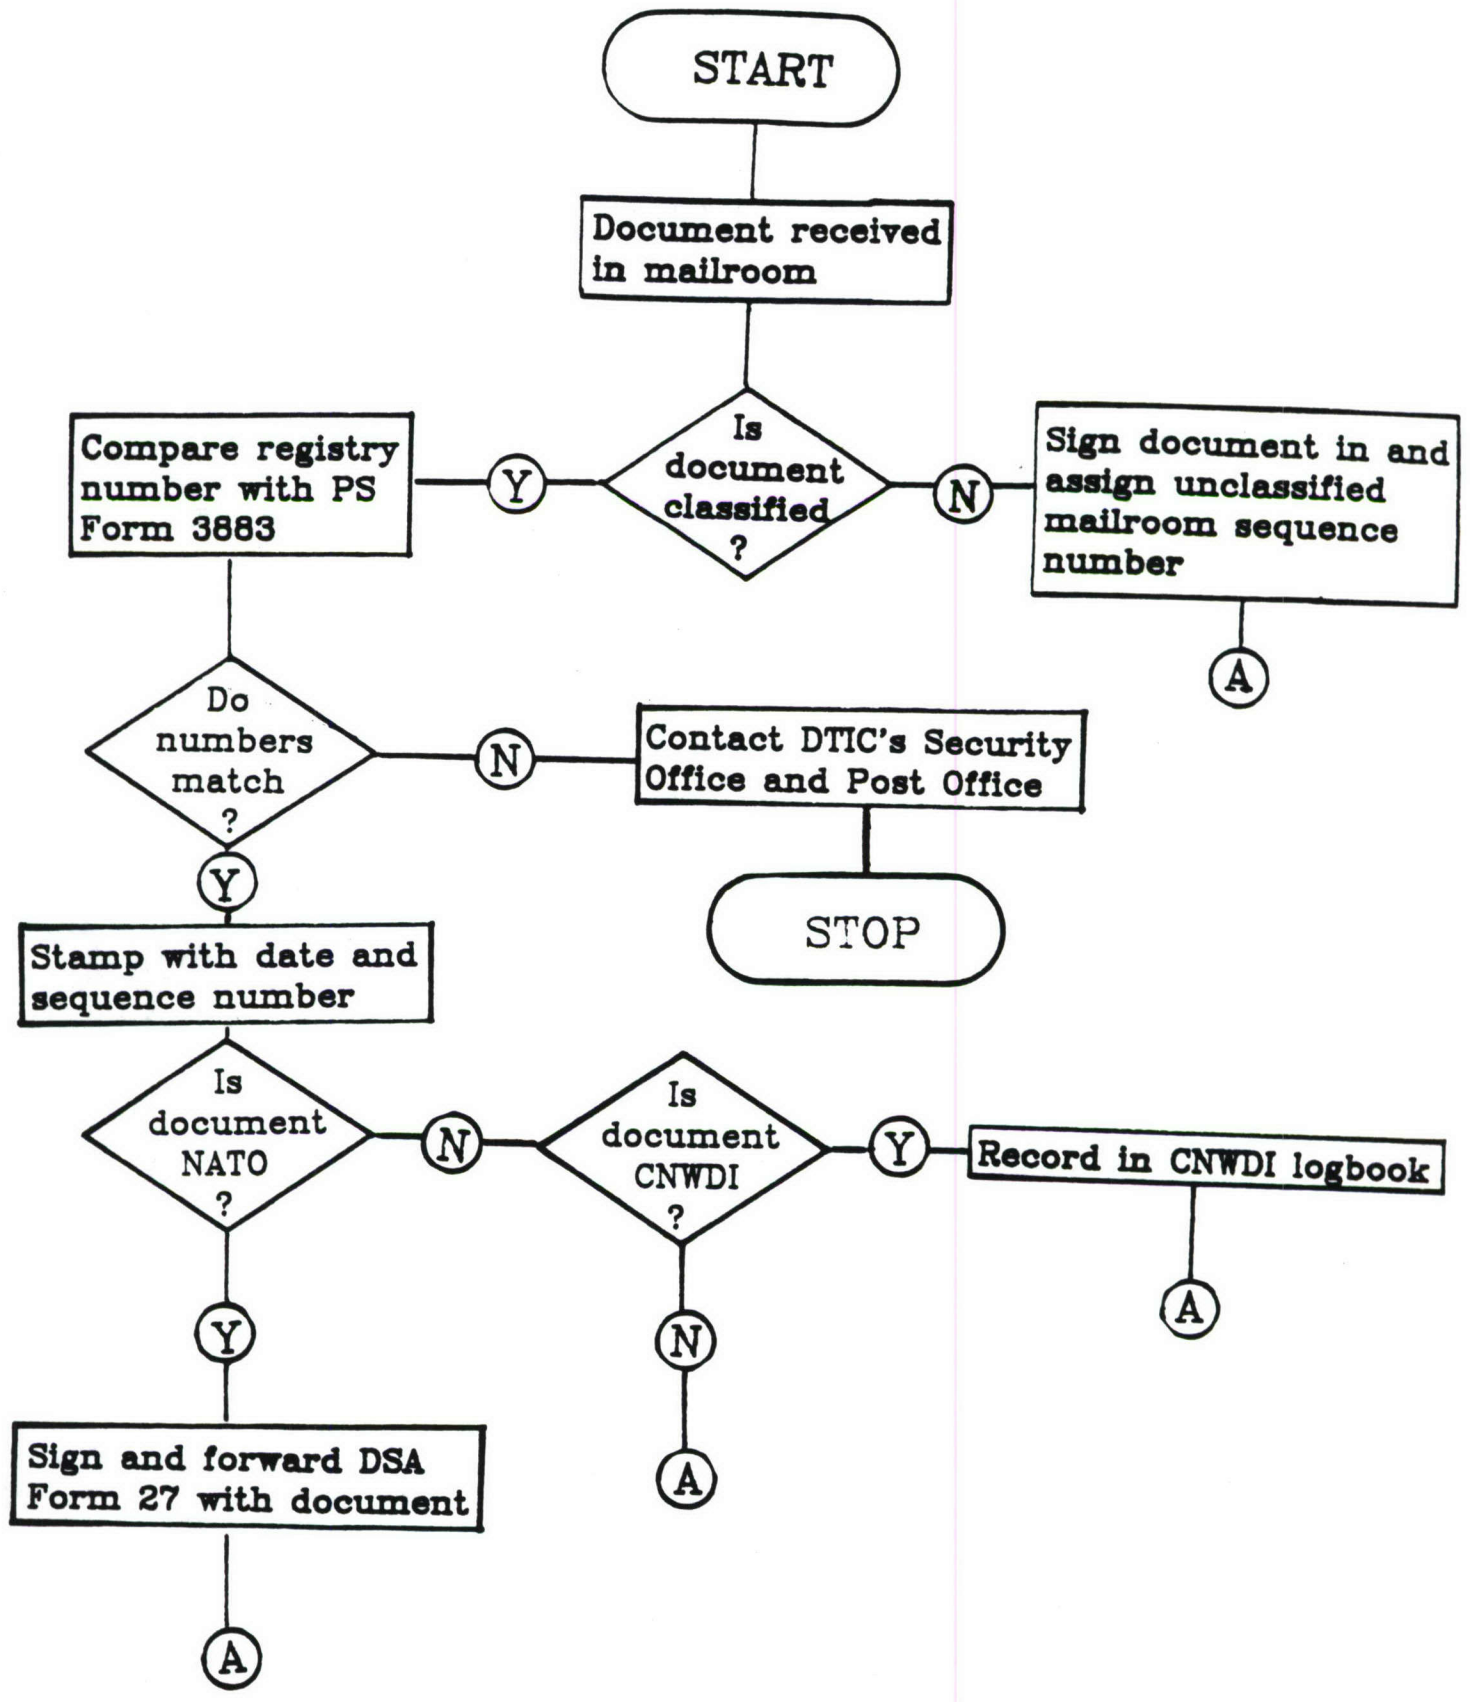 START
Document received
in mailroom
Is
document
classified
?
Y
N
Compare registry
number with PS
Form 3883
Sign document in and
assign unclassified
mailroom sequence
number
A
Do
numbers
match
?
N
Contact DTIC's Security
Office and Post Office
STOP
Y
Stamp with date and
sequence number
Is
document
NATO
?
N
Is
document
CNWDI
?
Y
Record in CNWDI logbook
A
Y
N
A
Sign and forward DSA
Form 27 with document
A